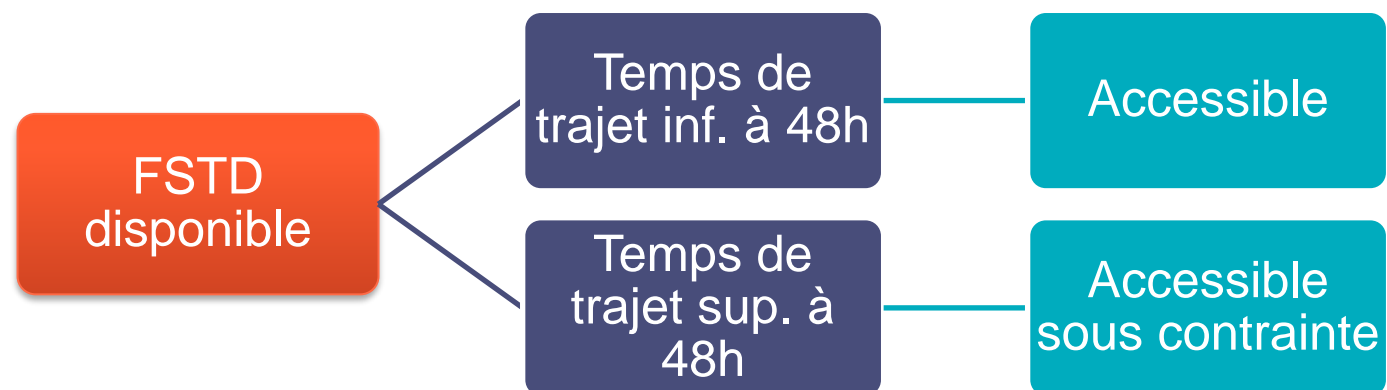 FSTD
disponible
Temps de
trajet inf. à 48h
Accessible
Temps de
trajet sup. à
48h
Accessible
sous contrainte